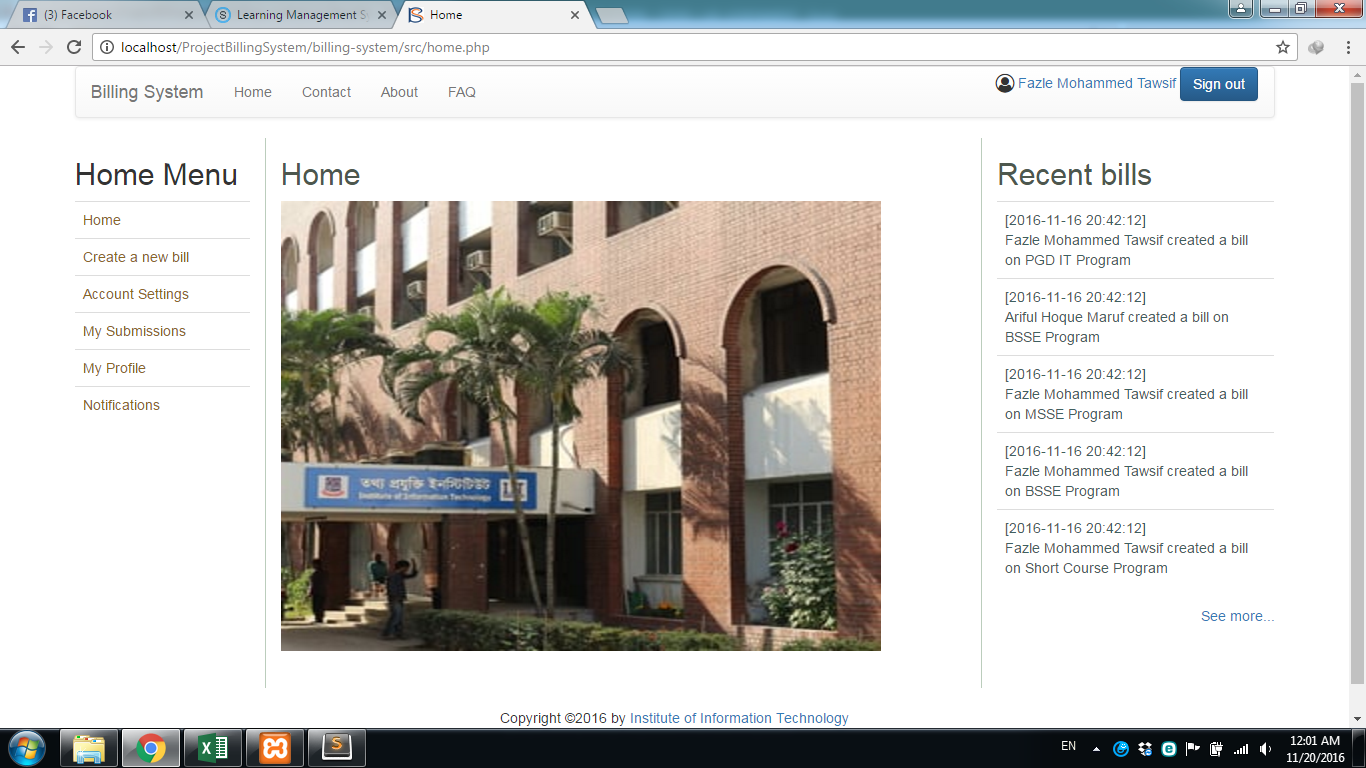 (3) Facebook
Learning Management S
Home
localhost/ProjectBillingSystem/billing-system/src/home.php
Billing System
Home
Contact
About
FAQ
Fazle Mohammed Tawsif
Sign out
Home Menu
Home
Create a new bill
Account Settings
My Submissions
My Profile
Notifications
Home
তথ্য প্রযুক্তি ইনস্টিটিউট
Institute of Information Technology
Recent bills
[2016-11-16 20:42:12]
Fazle Mohammed Tawsif created a bill
on PGD IT Program
[2016-11-16 20:42:12]
Ariful Hoque Maruf created a bill on
BSSE Program
[2016-11-16 20:42:12]
Fazle Mohammed Tawsif created a bill
on MSSE Program
[2016-11-16 20:42:12]
Fazle Mohammed Tawsif created a bill
on BSSE Program
[2016-11-16 20:42:12]
Fazle Mohammed Tawsif created a bill
on Short Course Program
See more...
Copyright ©2016 by Institute of Information Technology
EN
12:01 AM
11/20/2016